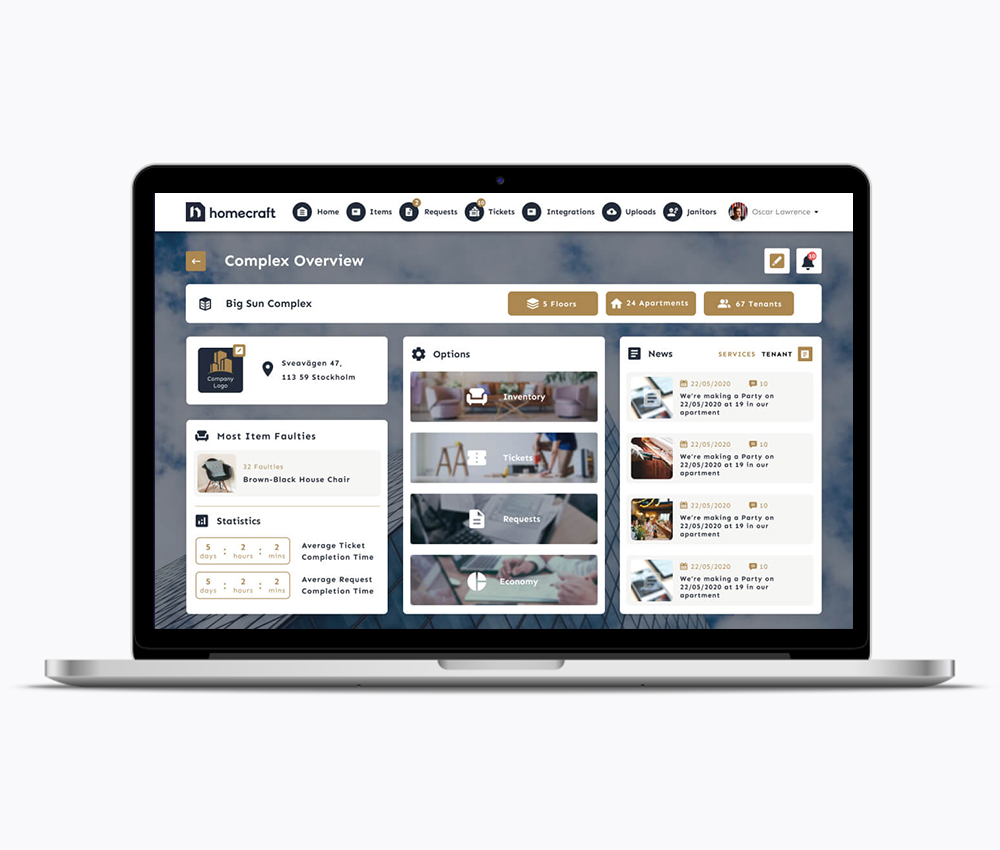 homecraft
Home
Items
2
Requests
10
Tickets
Integrations
Uploads
Janitors
Oscar Lawrence
Complex Overview
10
Big Sun Complex
5 Floors
24 Apartments
67 Tenants
Company
Logo
Sveavägen 47,
113 59 Stockholm
Most Item Faulties
32 Faulties
Brown-Black House Chair
Statistics
5 : 2 : 2
days hours mins
Average Ticket
Completion Time
5 : 2 : 2
days hours mins
Average Request
Completion Time
Options
Inventory
Tickets
Requests
Economy
News
SERVICES TENANT
22/05/2020 10
We're making a Party on
22/05/2020 at 19 in our
apartment
22/05/2020 10
We're making a Party on
22/05/2020 at 19 in our
apartment
22/05/2020 10
We're making a Party on
22/05/2020 at 19 in our
apartment
22/05/2020 10
We're making a Party on
22/05/2020 at 19 in our
apartment